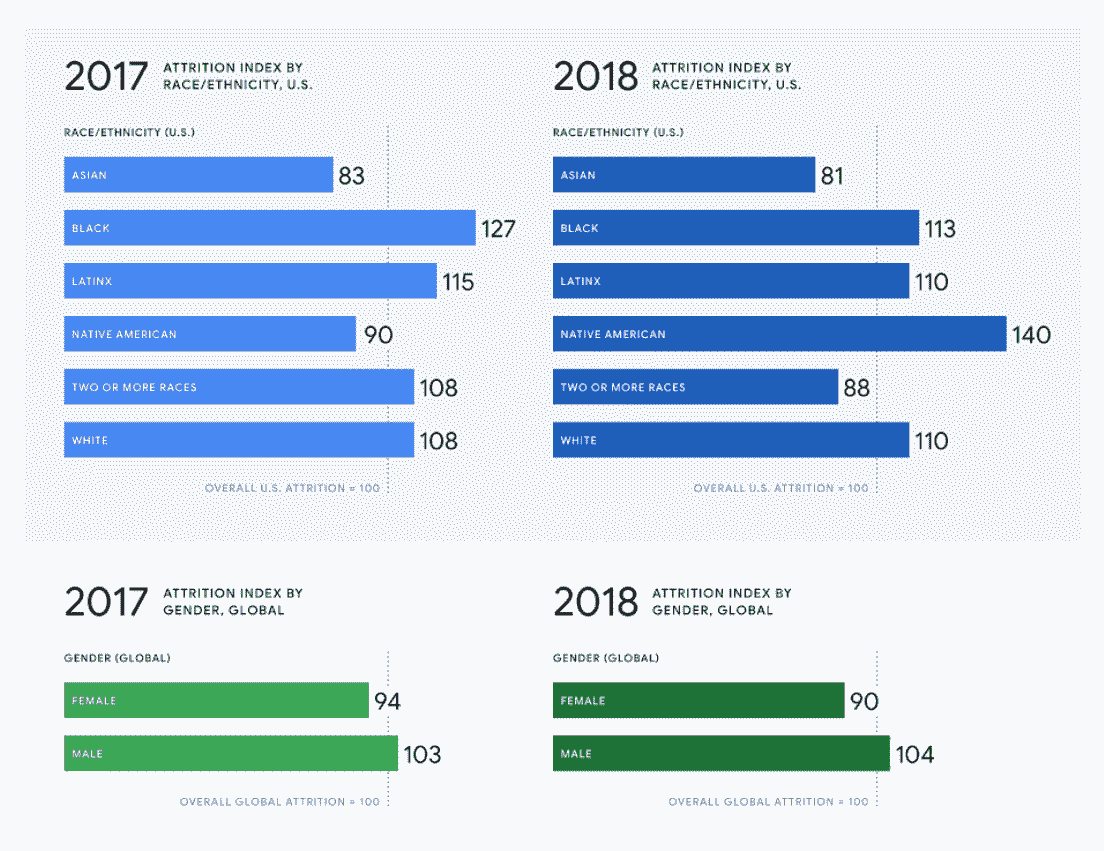 2017 ATTRITION INDEX BY
RACE/ETHNICITY, U.S.
RACE/ETHNICITY (U.S.)
ASIAN 83
BLACK 127
LATINX 115
NATIVE AMERICAN 90
TWO OR MORE RACES 108
WHITE 108
OVERALL U.S. ATTRITION = 100
2018 ATTRITION INDEX BY
RACE/ETHNICITY, U.S.
RACE/ETHNICITY (U.S.)
ASIAN 81
BLACK 113
LATINX 110
NATIVE AMERICAN 140
TWO OR MORE RACES 88
WHITE 110
OVERALL U.S. ATTRITION = 100
2017 ATTRITION INDEX BY
GENDER, GLOBAL
GENDER (GLOBAL)
FEMALE 94
MALE 103
OVERALL GLOBAL ATTRITION = 100
2018 ATTRITION INDEX BY
GENDER, GLOBAL
GENDER (GLOBAL)
FEMALE 90
MALE 104
OVERALL GLOBAL ATTRITION = 100